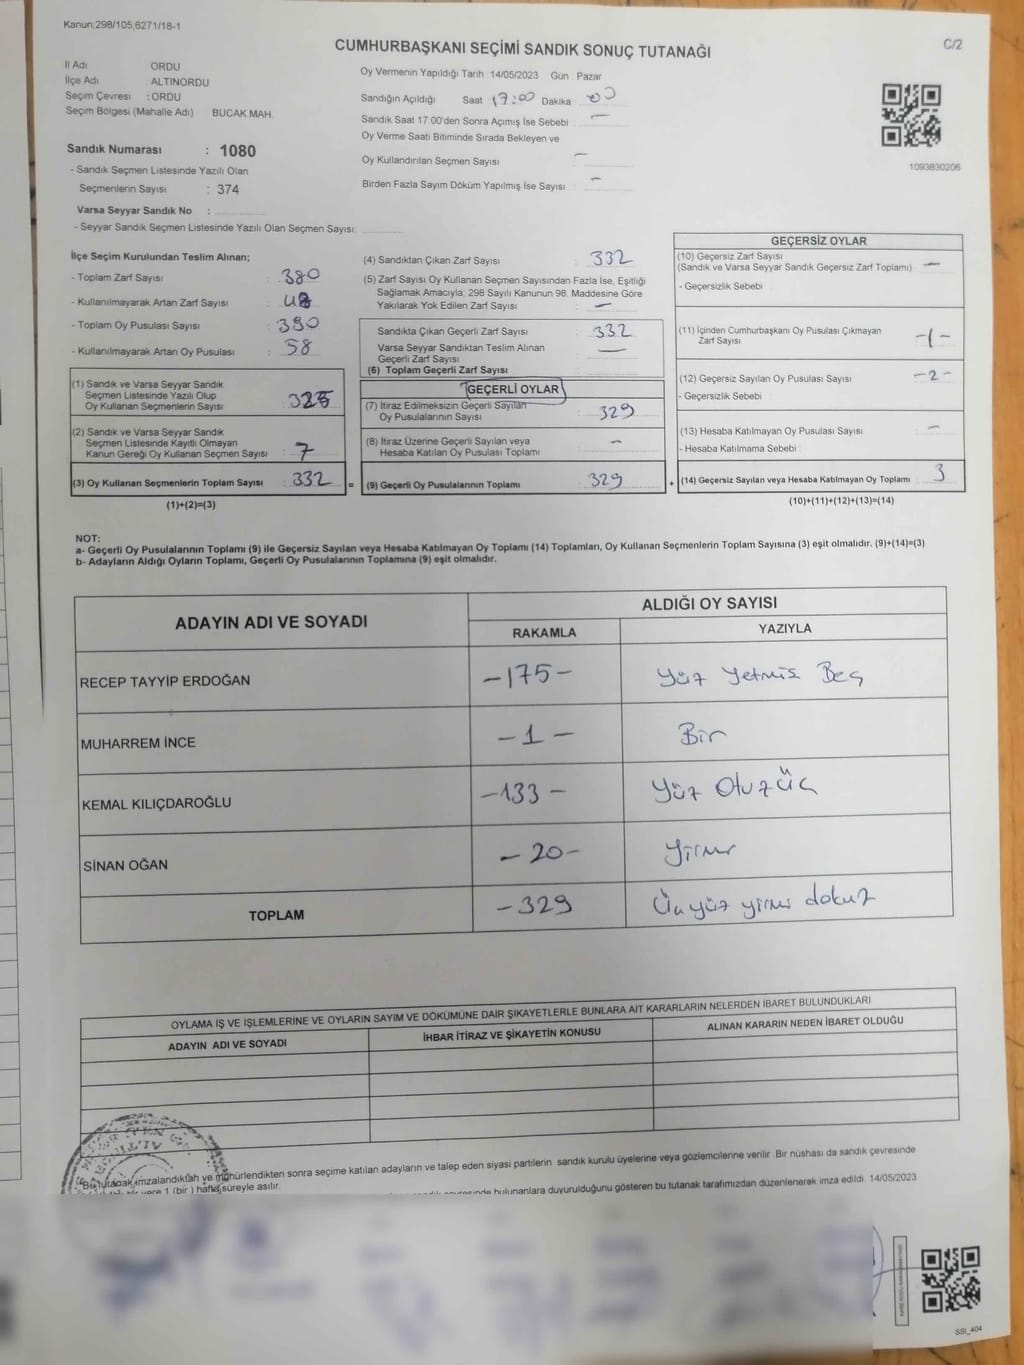 Kanun;298/105,6271/18-1
C/2
CUMHURBAŞKANI SEÇİMİ SANDIK SONUÇ TUTANAĞI
İl Adı ORDU
İlçe Adı : ALTINORDU
Seçim Çevresi : ORDU
Seçim Bölgesi (Mahalle Adı) BUCAK MAH.
Sandık Numarası : 1080
- Sandık Seçmen Listesinde Yazılı Olan
Seçmenlerin Sayısı : 374
Varsa Seyyar Sandık No :
- Seyyar Sandık Seçmen Listesinde Yazılı Olan Seçmen Sayısı:
Oy Vermenin Yapıldığı Tarih 14/05/2023 Gün Pazar
Sandığın Açıldığı Saat 17:00 Dakika 00
Sandık Saat 17:00'den Sonra Açımış İse Sebebi : —
Oy Verme Saati Bitiminde Sırada Bekleyen ve
Oy Kullandırılan Seçmen Sayısı —
Birden Fazla Sayım Döküm Yapılmış İse Sayısı : —
1093830206
İlçe Seçim Kurulundan Teslim Alınan;
- Toplam Zarf Sayısı : 380
- Kullanılmayarak Artan Zarf Sayısı : 48
- Toplam Oy Pusulası Sayısı : 390
- Kullanılmayarak Artan Oy Pusulası : 58
(1) Sandık ve Varsa Seyyar Sandık
Seçmen Listesinde Yazılı Olup
Oy Kullanan Seçmenlerin Sayısı : 325
(2) Sandık ve Varsa Seyyar Sandık
Seçmen Listesinde Kayıtlı Olmayan
Kanun Gereği Oy Kullanan Seçmen Sayısı : 7
(3) Oy Kullanan Seçmenlerin Toplam Sayısı : 332 =
(1)+(2)=(3)
(4) Sandıktan Çıkan Zarf Sayısı : 332
(5) Zarf Sayısı Oy Kullanan Seçmen Sayısından Fazla İse, Eşitliği
Sağlamak Amacıyla; 298 Sayılı Kanunun 98. Maddesine Göre
Yakılarak Yok Edilen Zarf Sayısı : —
Sandıkta Çıkan Geçerli Zarf Sayısı : 332
Varsa Seyyar Sandıktan Teslim Alınan
Geçerli Zarf Sayısı : —
(6) Toplam Geçerli Zarf Sayısı :
GEÇERLİ OYLAR
(7) İtiraz Edilmeksizin Geçerli Sayılan
Oy Pusulalarının Sayısı : 329
(8) İtiraz Üzerine Geçerli Sayılan veya
Hesaba Katılan Oy Pusulası Toplamı : —
(9) Geçerli Oy Pusulalarının Toplamı : 329 +
GEÇERSİZ OYLAR
(10) Geçersiz Zarf Sayısı
(Sandık ve Varsa Seyyar Sandık Geçersiz Zarf Toplamı) : —
- Geçersizlik Sebebi :
(11) İçinden Cumhurbaşkanı Oy Pusulası Çıkmayan
Zarf Sayısı : -1-
(12) Geçersiz Sayılan Oy Pusulası Sayısı : -2-
- Geçersizlik Sebebi :
(13) Hesaba Katılmayan Oy Pusulası Sayısı : —
- Hesaba Katılmama Sebebi :
(14) Geçersiz Sayılan veya Hesaba Katılmayan Oy Toplamı : 3
(10)+(11)+(12)+(13)=(14)
NOT:
a- Geçerli Oy Pusulalarının Toplamı (9) ile Geçersiz Sayılan veya Hesaba Katılmayan Oy Toplamı (14) Toplamları, Oy Kullanan Seçmenlerin Toplam Sayısına (3) eşit olmalıdır. (9)+(14)=(3)
b- Adayların Aldığı Oyların Toplamı, Geçerli Oy Pusulalarının Toplamına (9) eşit olmalıdır.
ADAYIN ADI VE SOYADI ALDIĞI OY SAYISI
RAKAMLA YAZIYLA
RECEP TAYYİP ERDOĞAN -175- Yüz Yetmiş Beş
MUHARREM İNCE -1- Bir
KEMAL KILIÇDAROĞLU -133- Yüz Otuz Üç
SİNAN OĞAN -20- Yirmi
TOPLAM -329 Üçyüz yirmi dokuz
OYLAMA İŞ VE İŞLEMLERİNE VE OYLARIN SAYIM VE DÖKÜMÜNE DAİR ŞİKAYETLERLE BUNLARA AİT KARARLARIN NELERDEN İBARET BULUNDUKLARI
ADAYIN ADI VE SOYADI İHBAR İTİRAZ VE ŞİKAYETİN KONUSU ALINAN KARARIN NEDEN İBARET OLDUĞU
Bu tutanak imzalandıktan ve mühürlendikten sonra seçime katılan adayların ve talep eden siyasi partilerin sandık kurulu üyelerine veya gözlemcilerine verilir. Bir nüshası da sandık çevresinde
yere 1 (bir) hafta süreyle asılır.
bulunanlara duyurulduğunu gösteren bu tutanak tarafımızdan düzenlenerek imza edildi. 14/05/2023
SSI_404